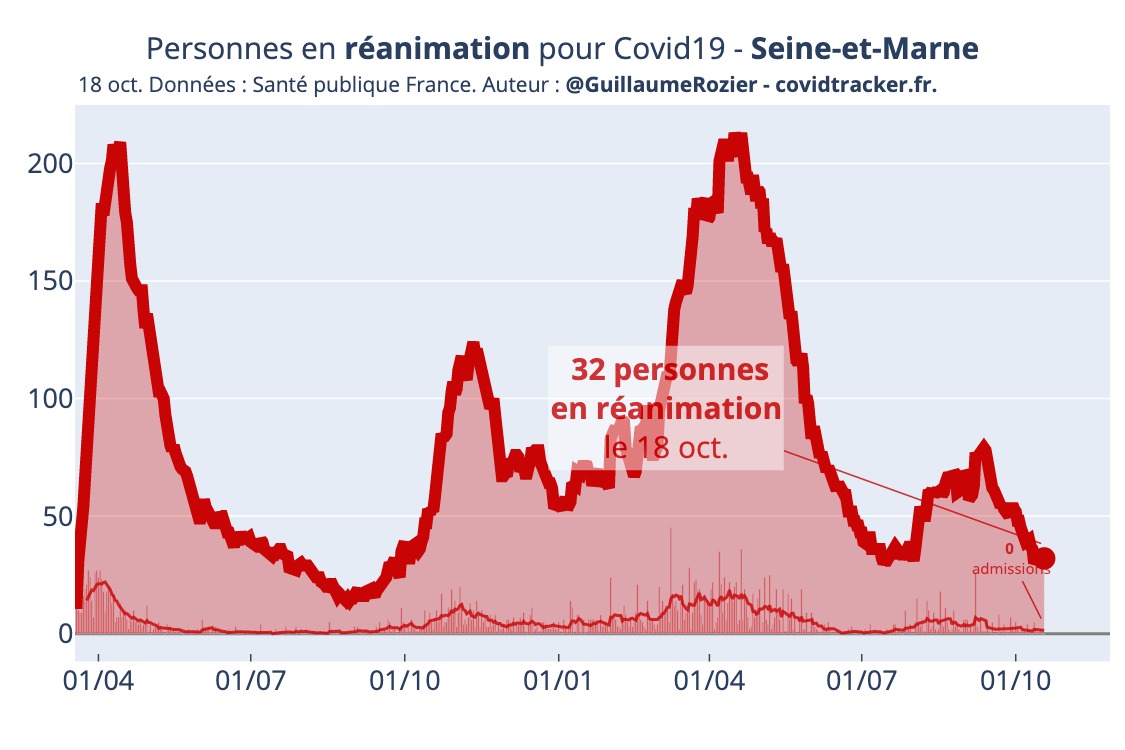 Personnes en réanimation pour Covid19 - Seine-et-Marne
18 oct. Données : Santé publique France. Auteur : @GuillaumeRozier - covidtracker.fr.
200
150
100
50
0
32 personnes
en réanimation
le 18 oct.
0
admissions
01/04
01/07
01/10
01/01
01/04
01/07
01/10